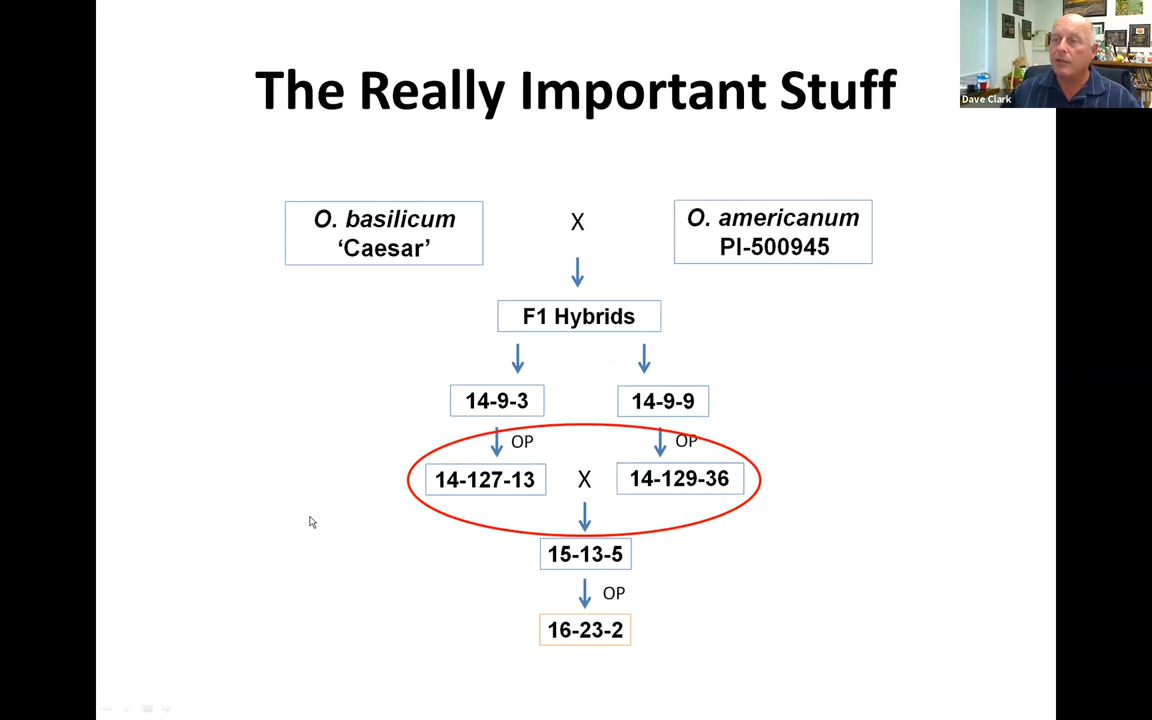 The Really Important Stuff
Dave Clark
O. basilicum
‘Caesar’
X
O. americanum
PI-500945
F1 Hybrids
14-9-3
14-9-9
OP
OP
14-127-13
X
14-129-36
15-13-5
OP
16-23-2